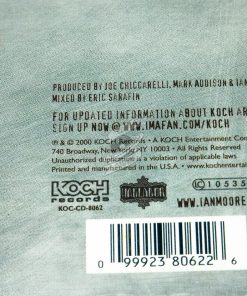 PRODUCED BY JOE CHICCARELLI, MARK ADDISON & IAN
MIXED BY ERIC SARAFIN
FOR UPDATED INFORMATION ABOUT KOCH AR
SIGN UP NOW @ WWW.IMAFAN.COM/KOCH
℗ & © 2000 KOCH Records • A KOCH Entertainment
740 Broadway, New York, NY 10003 • All Rights Reserved
Unauthorized duplication is a violation of applicable laws
Printed and manufactured in the U.S.A. • www.kochentertai
KOCH
records
KOC-CD-8062
C 10535
WWW.IANMOORE
0 99923 80622 6